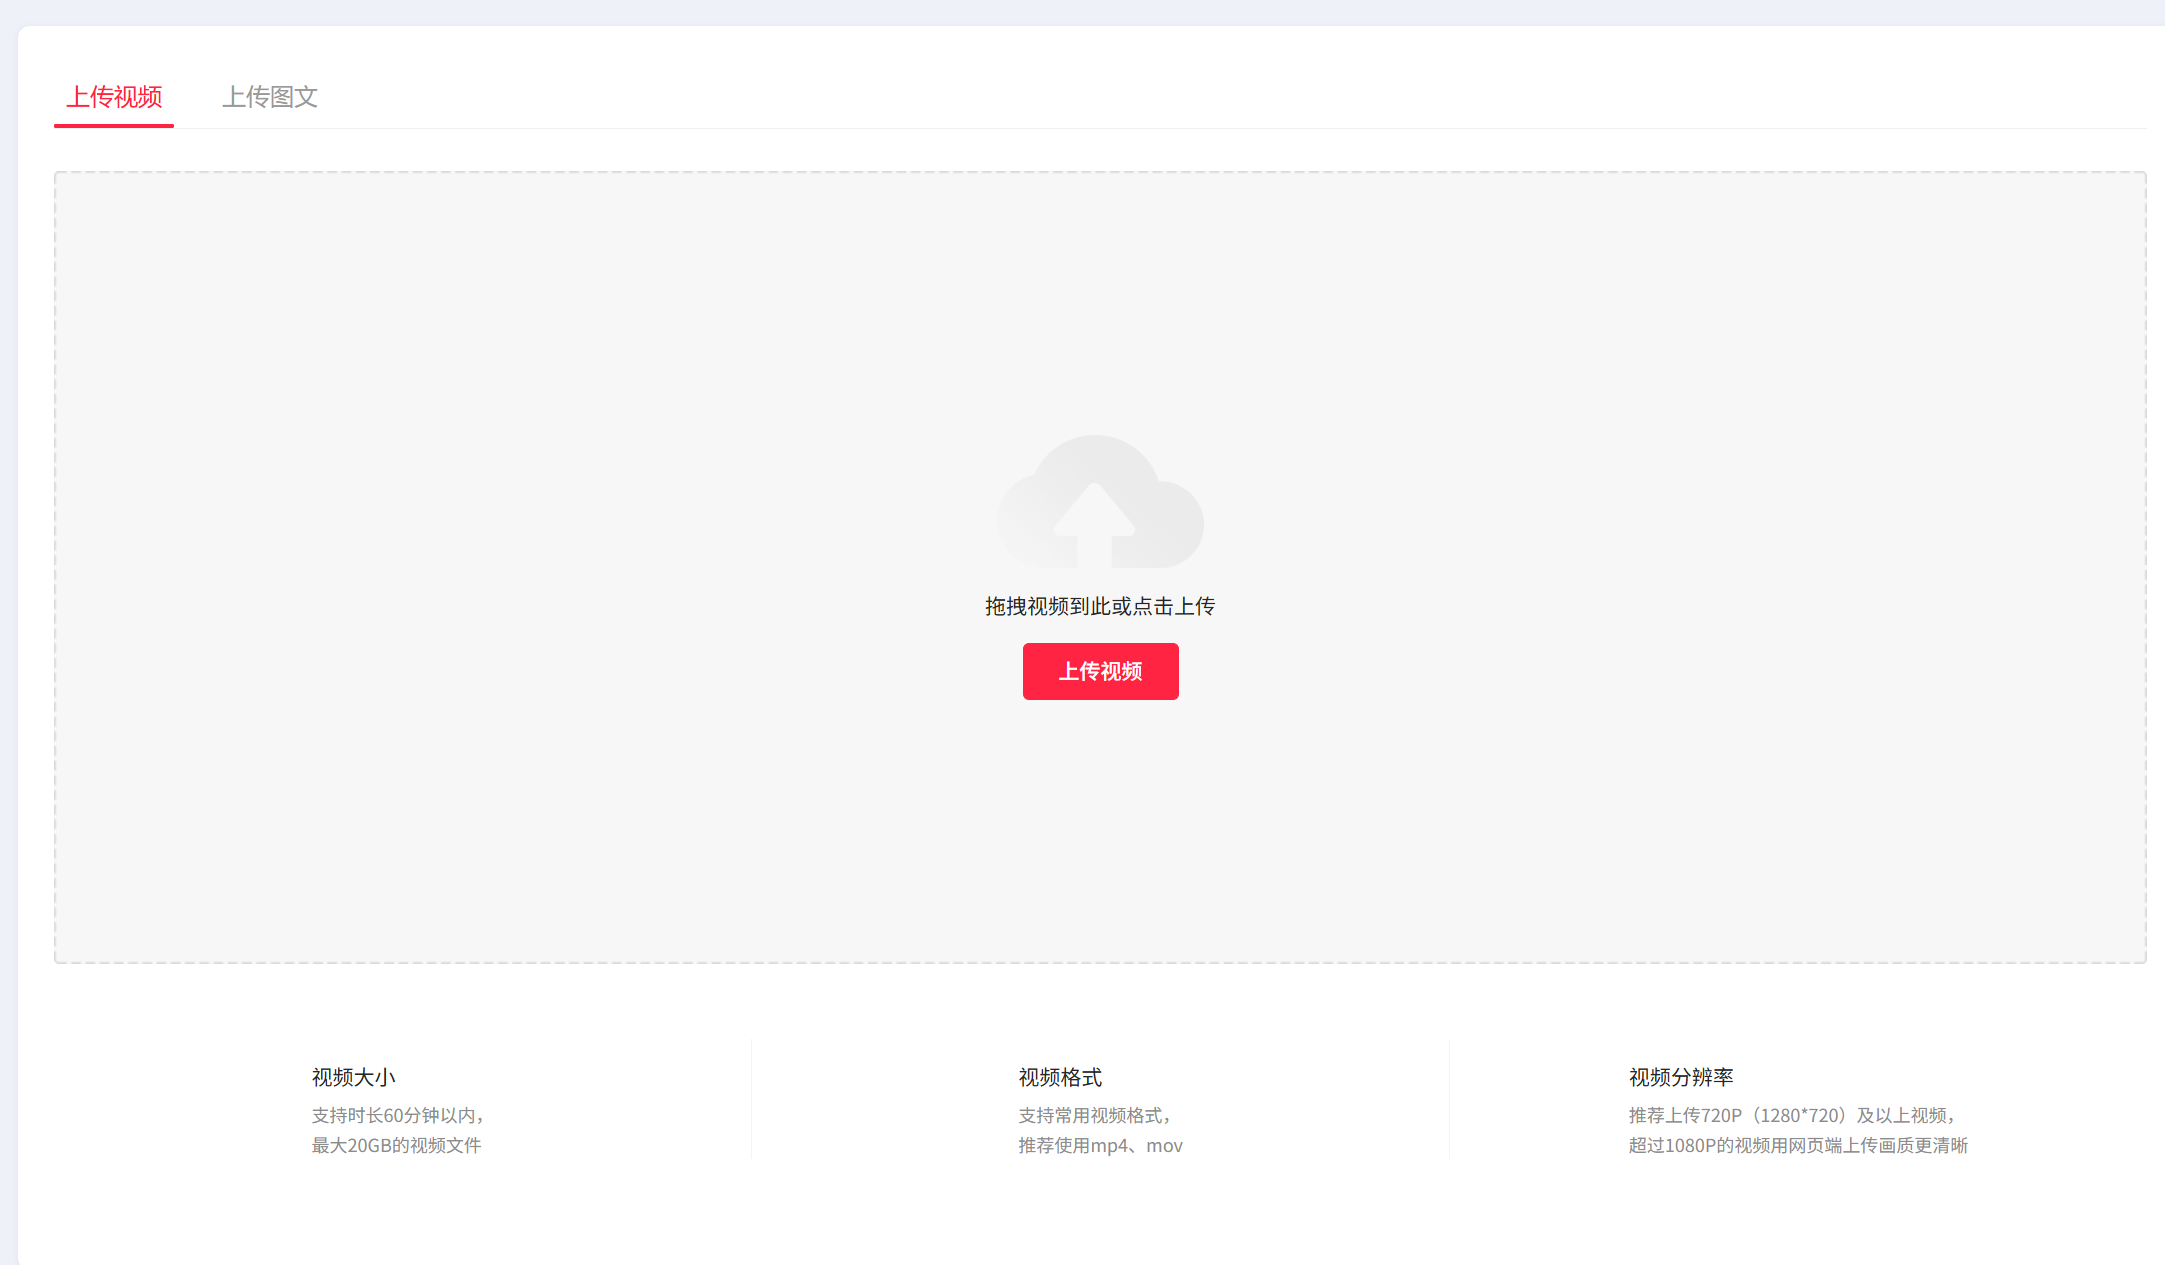 上传视频
上传图文
拖拽视频到此或点击上传
上传视频
视频大小
支持时长60分钟以内，
最大20GB的视频文件
视频格式
支持常用视频格式，
推荐使用mp4、mov
视频分辨率
推荐上传720P（1280*720）及以上视频，
超过1080P的视频用网页端上传画质更清晰